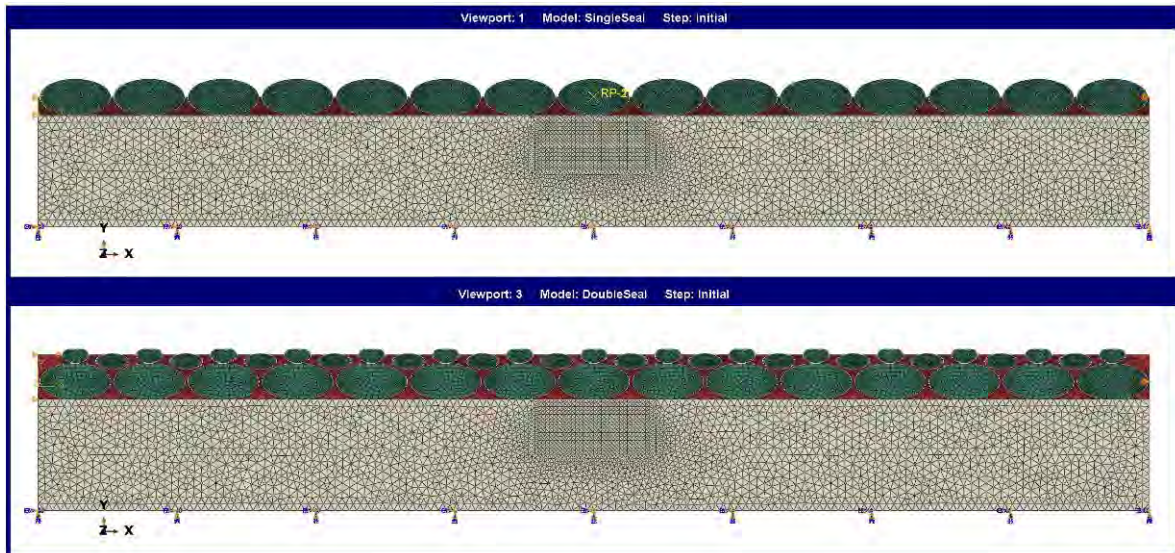 Viewport: 1 Model: SingleSeal Step: Initial
RP-2
Y
Z X
Viewport: 3 Model: DoubleSeal Step: Initial
Y
Z X